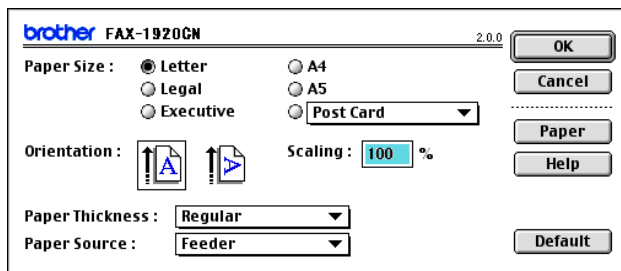 brother FAX-1920CN 2.0.0
OK
Paper Size : Letter A4
Legal A5
Cancel
Executive Post Card
Paper
Orientation : A A Scaling : 100 %
Help
Paper Thickness : Regular
Paper Source : Feeder
Default